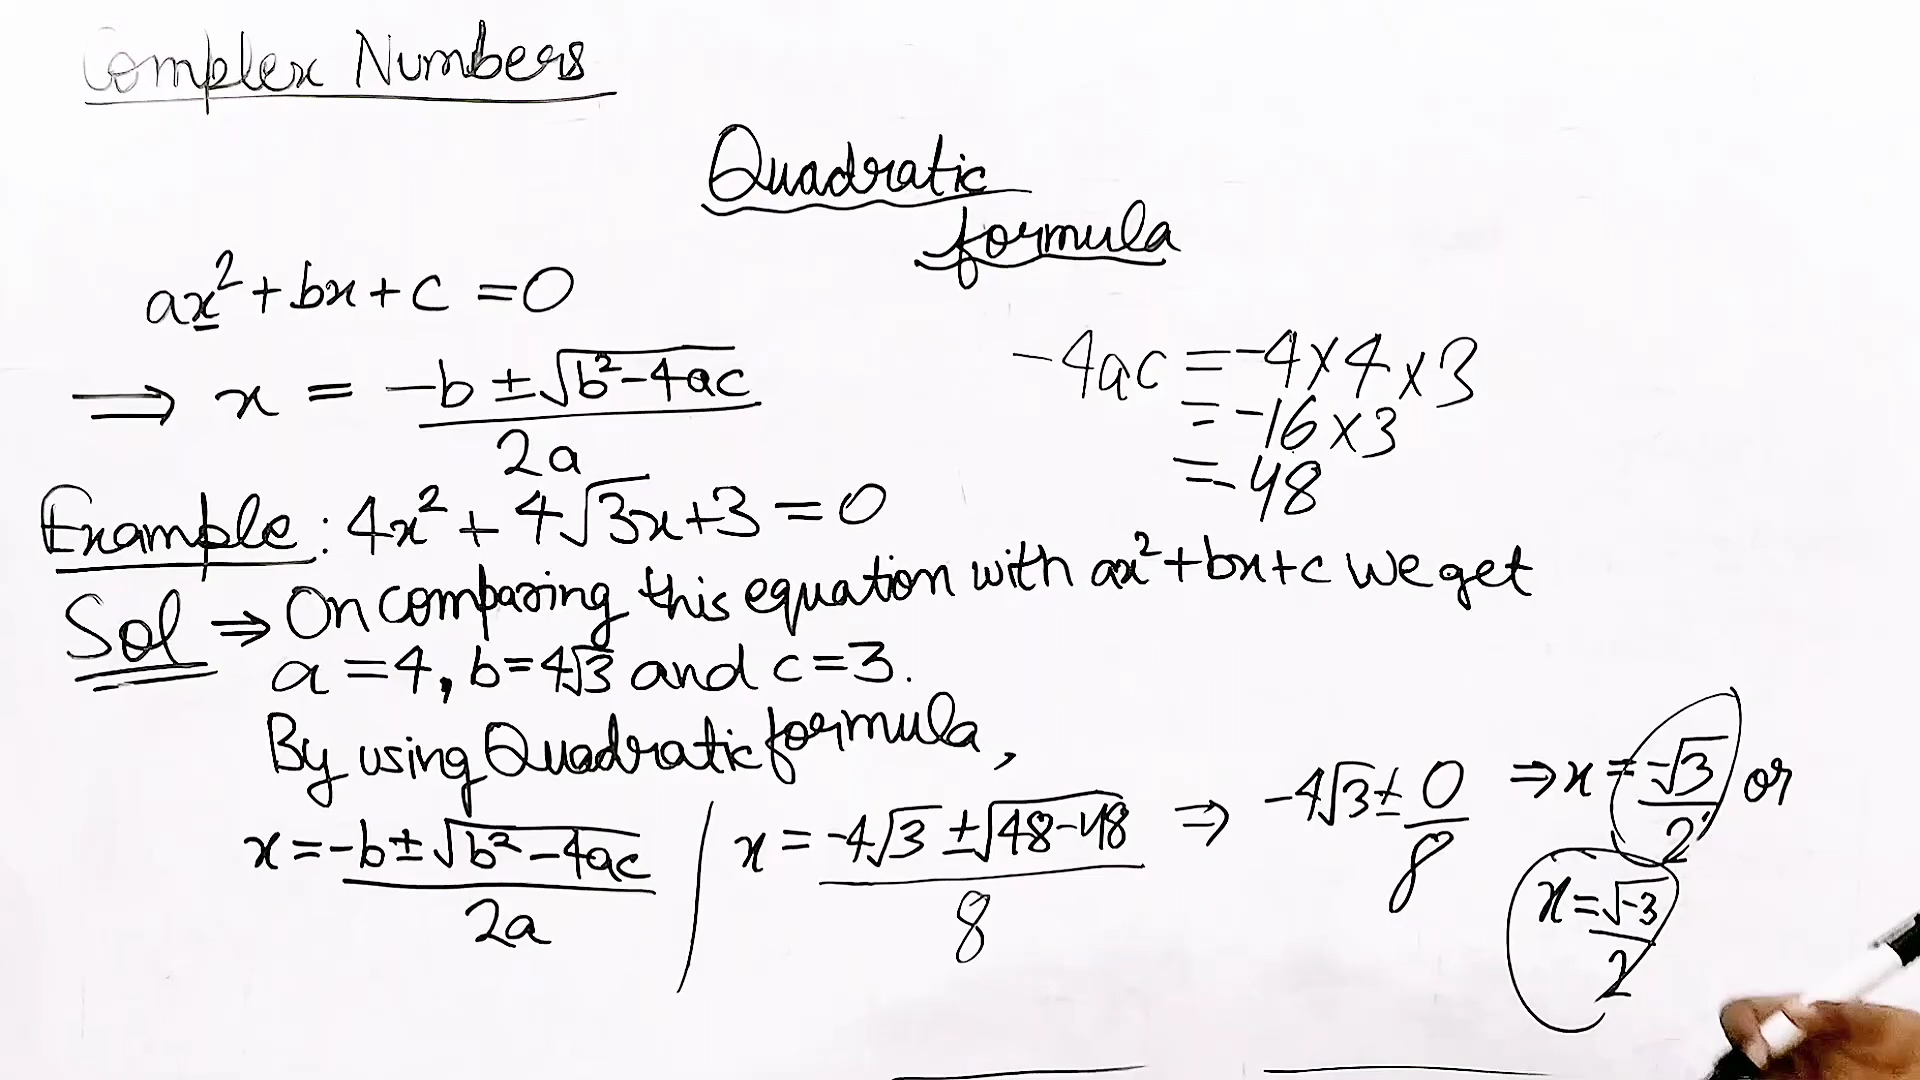 Complex Numbers
Quadratic
formula
ax² + bx + c = 0
⟹ x = (-b ± √(b² - 4ac)) / 2a
-4ac = -4 × 4 × 3
= -16 × 3
= -48
Example : 4x² + 4√3x + 3 = 0
Sol ⇒ On comparing this equation with ax² + bx + c we get
a = 4, b = 4√3 and c = 3.
By using Quadratic formula,
x = (-b ± √(b² - 4ac)) / 2a / x = (-4√3 ± √(48 - 48)) / 8 ⇒ -4√3 ± 0/8 ⇒ x = -√3/2, or
x = √-3/2